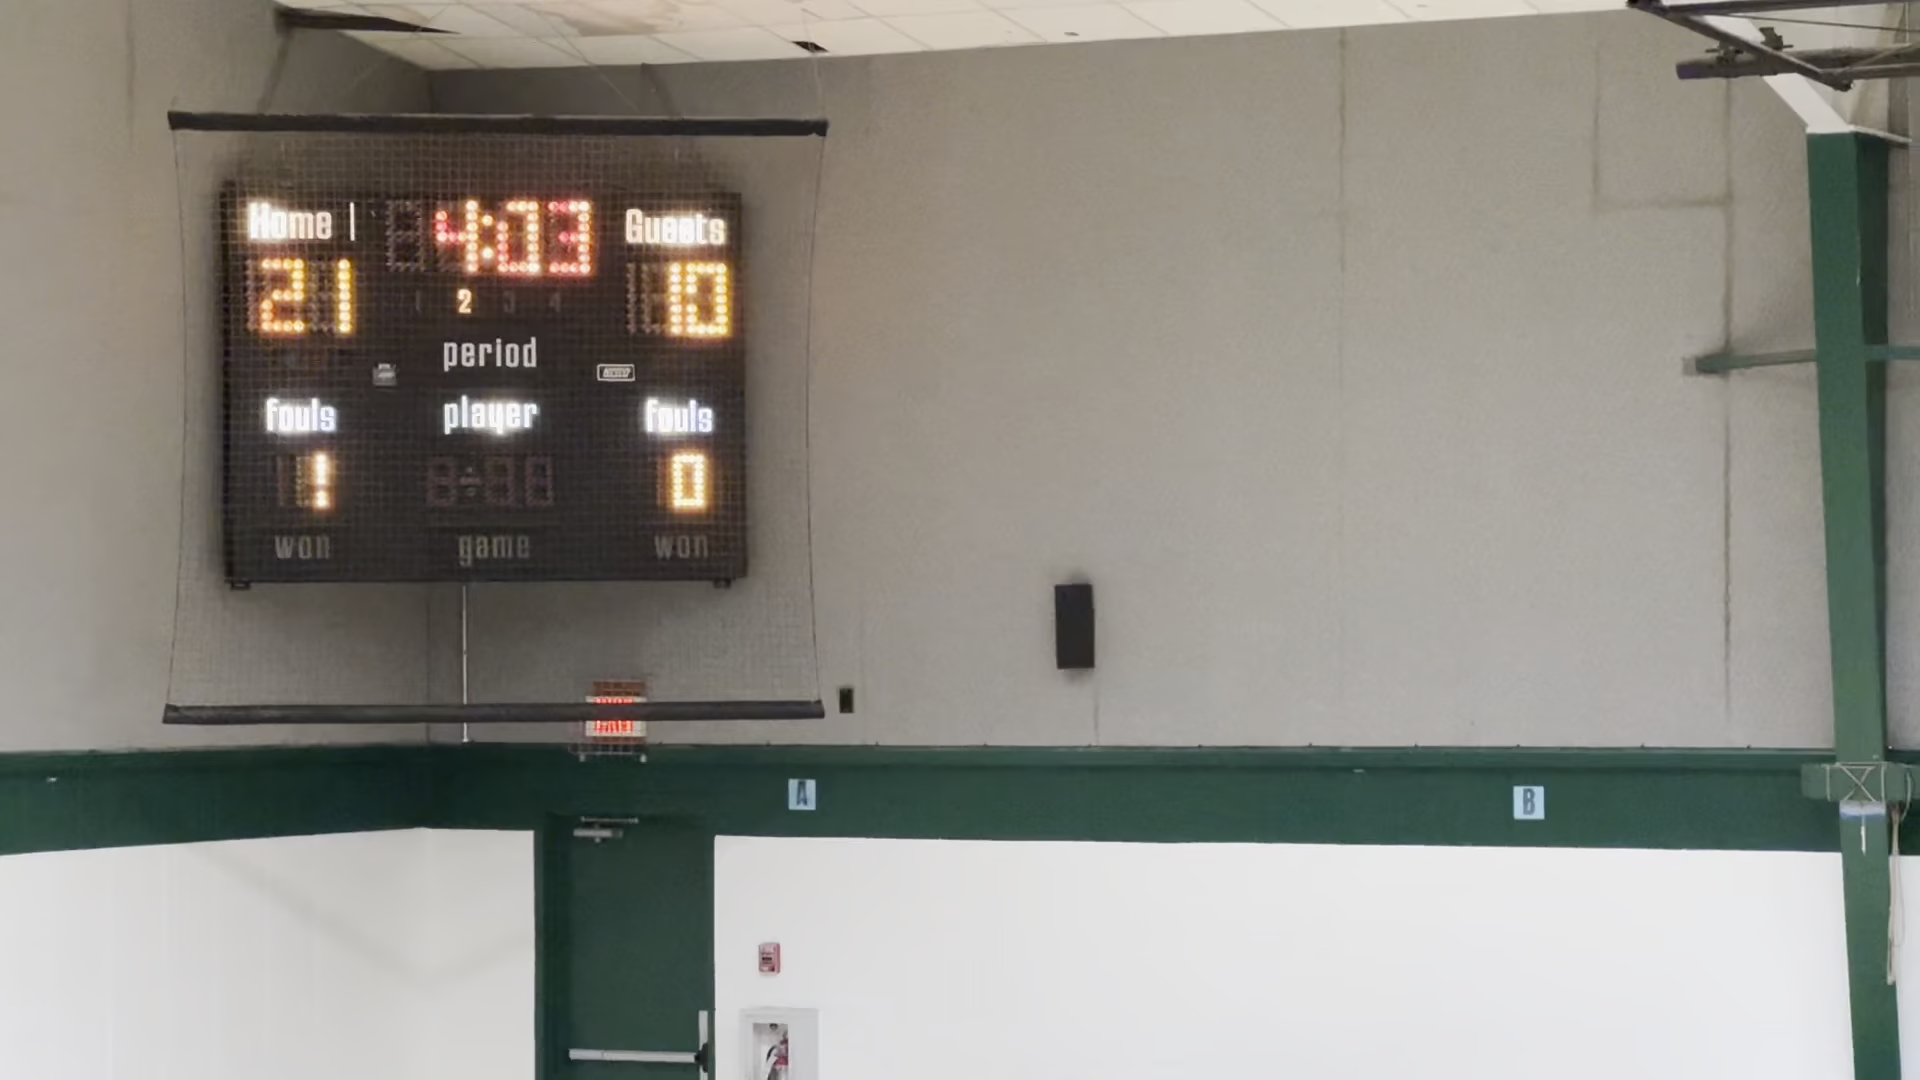 Home 4:03 Guests
21 1 2 3 4 10
period
fouls player fouls
1 0
won game won
A B